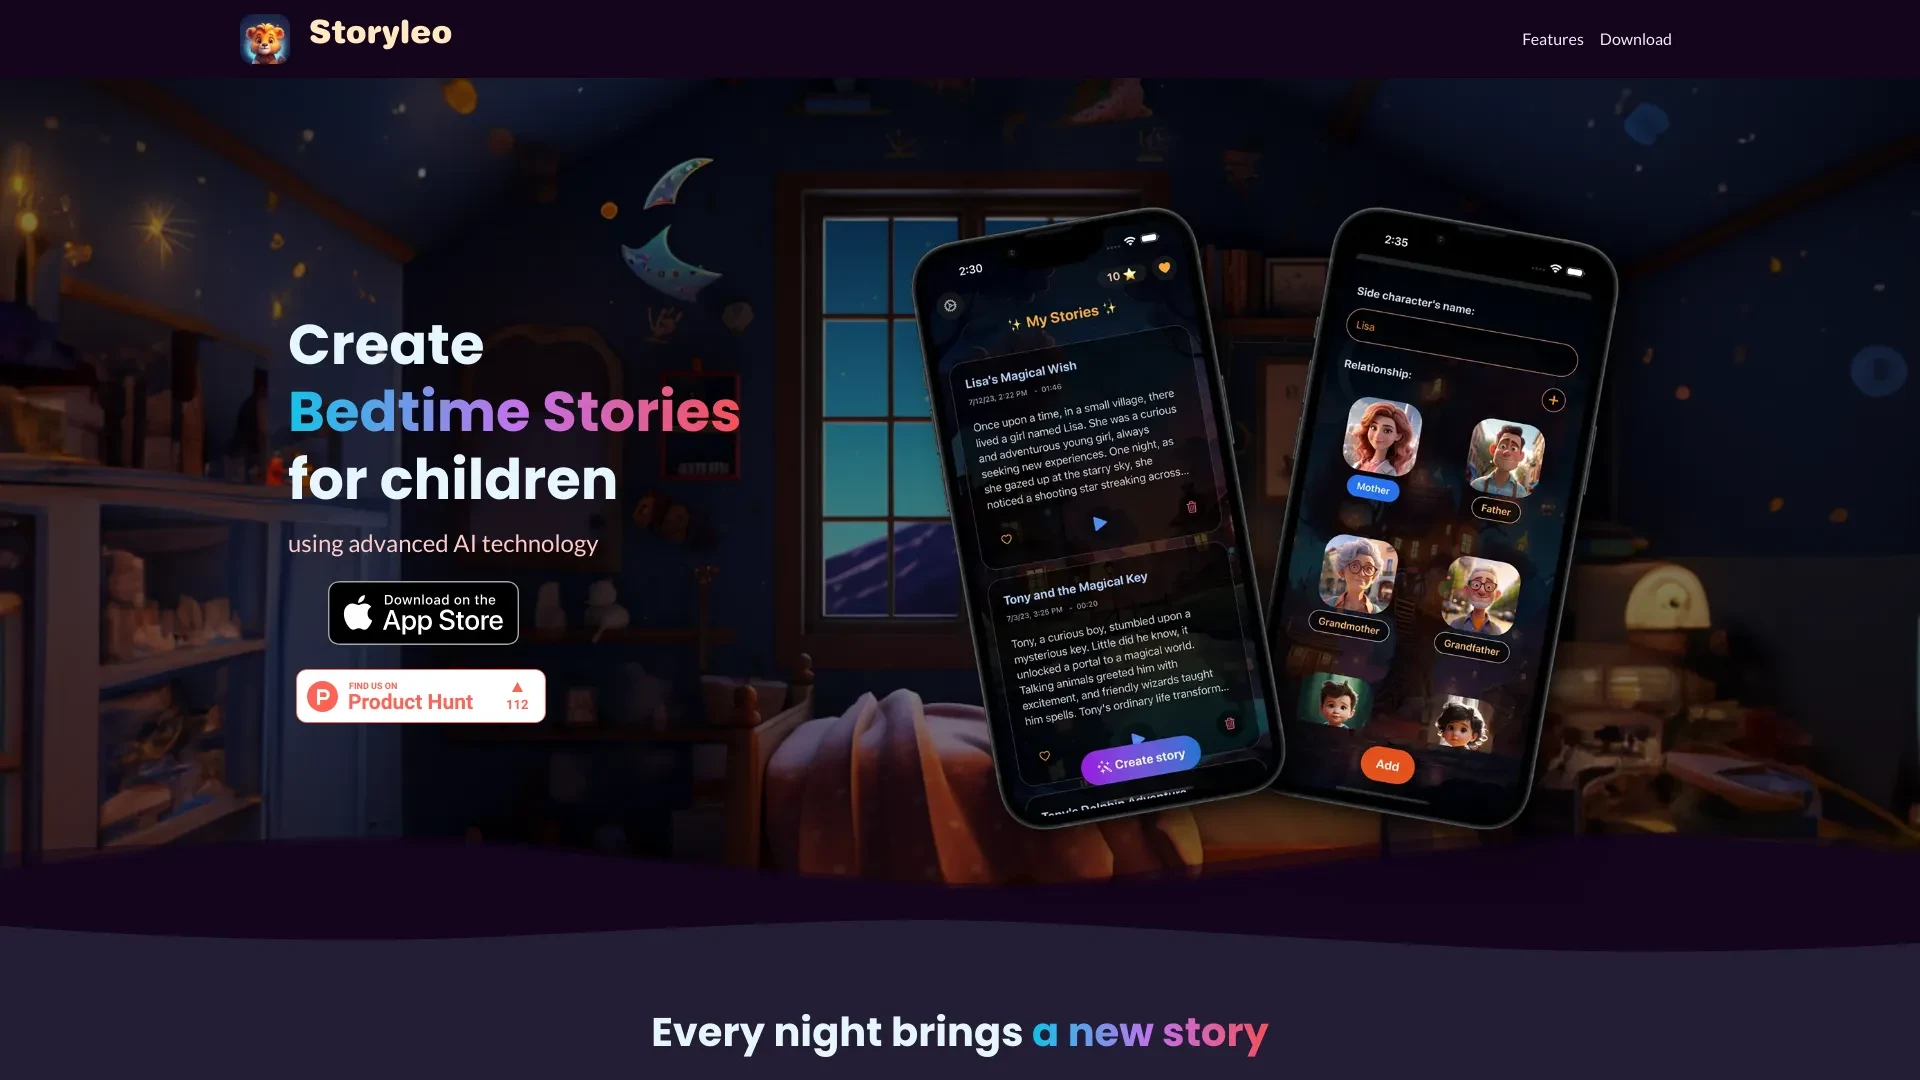 Storyleo
Features
Download
Create
Bedtime Stories
for children
using advanced AI technology
Download on the
App Store
FIND US ON
Product Hunt
112
2:30
10
✨ My Stories ✨
Lisa's Magical Wish
7/12/23, 2:22 PM - 01:46
Once upon a time, in a small village, there
lived a girl named Lisa. She was a curious
and adventurous young girl, always
seeking new experiences. One night, as
she gazed up at the starry sky, she
noticed a shooting star streaking across...
Tony and the Magical Key
7/3/23, 3:25 PM - 00:20
Tony, a curious boy, stumbled upon a
mysterious key. Little did he know, it
unlocked a portal to a magical world.
Talking animals greeted him with
excitement, and friendly wizards taught
him spells. Tony's ordinary life transform...
Create story
Tony's Dolphin Adventure
2:35
Side character's name:
Lisa
Relationship:
Mother
Father
Grandmother
Grandfather
Add
Every night brings a new story